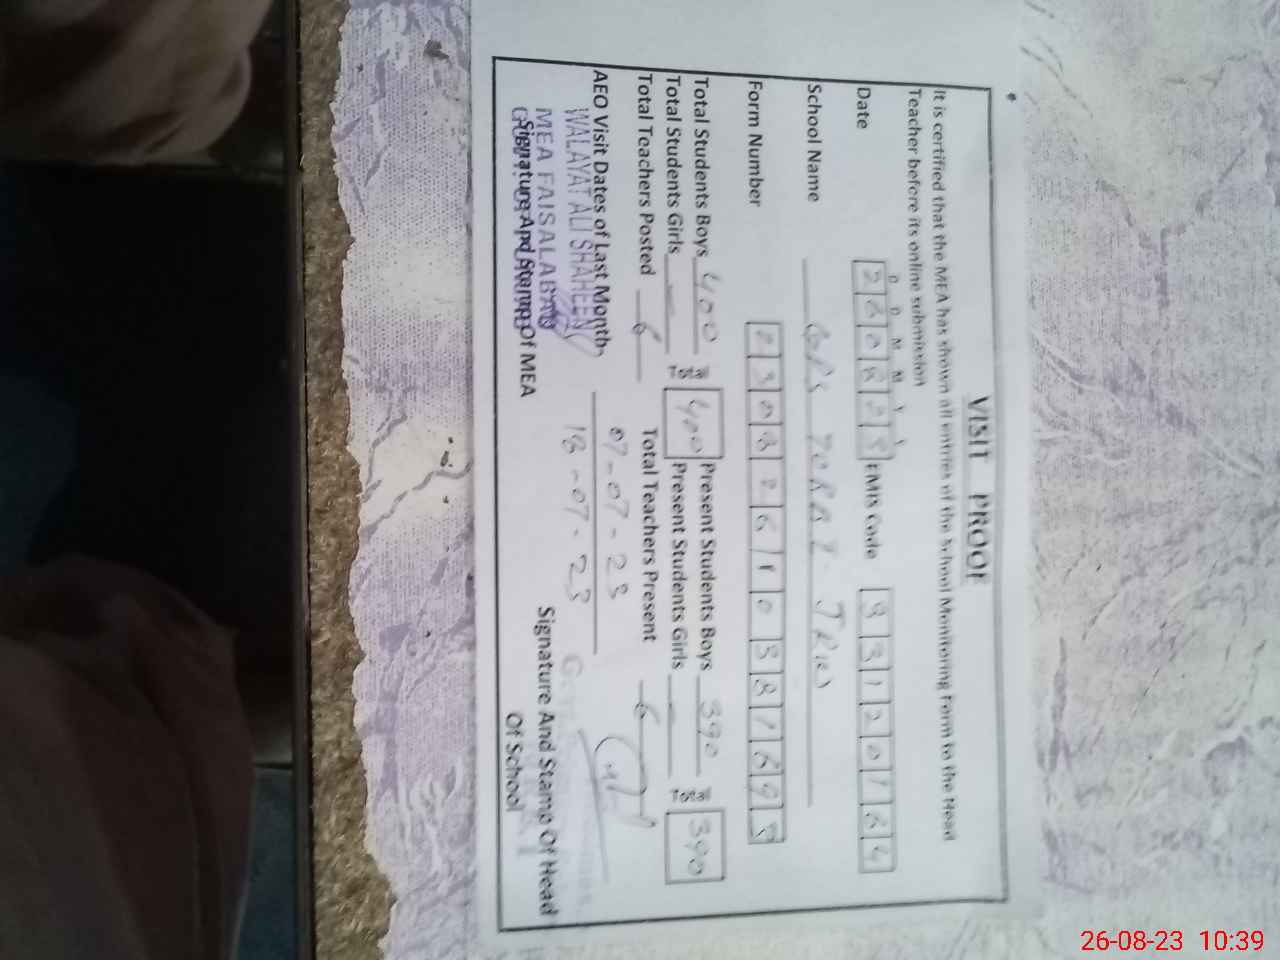 VISIT PROOF
It is certified that the MEA has shown all entries of the School Monitoring Form to the Head
Teacher before its online submission
D D M M Y Y
Date 260823 EMIS Code 33120164
School Name GPS
Form Number
Total Students Boys 400 Present Students Boys 390
Total Students Girls — 400 Present Students Girls — 390
Total Teachers Posted 6 Total Teachers Present 6
AEO Visit Dates of Last Month 07-07-23
18-07-23
WALAYAT ALI SHAHEEN
MEA FAISALABAD
Signature And Stamp Of MEA
Signature And Stamp Of Head
Of School
26-08-23 10:39